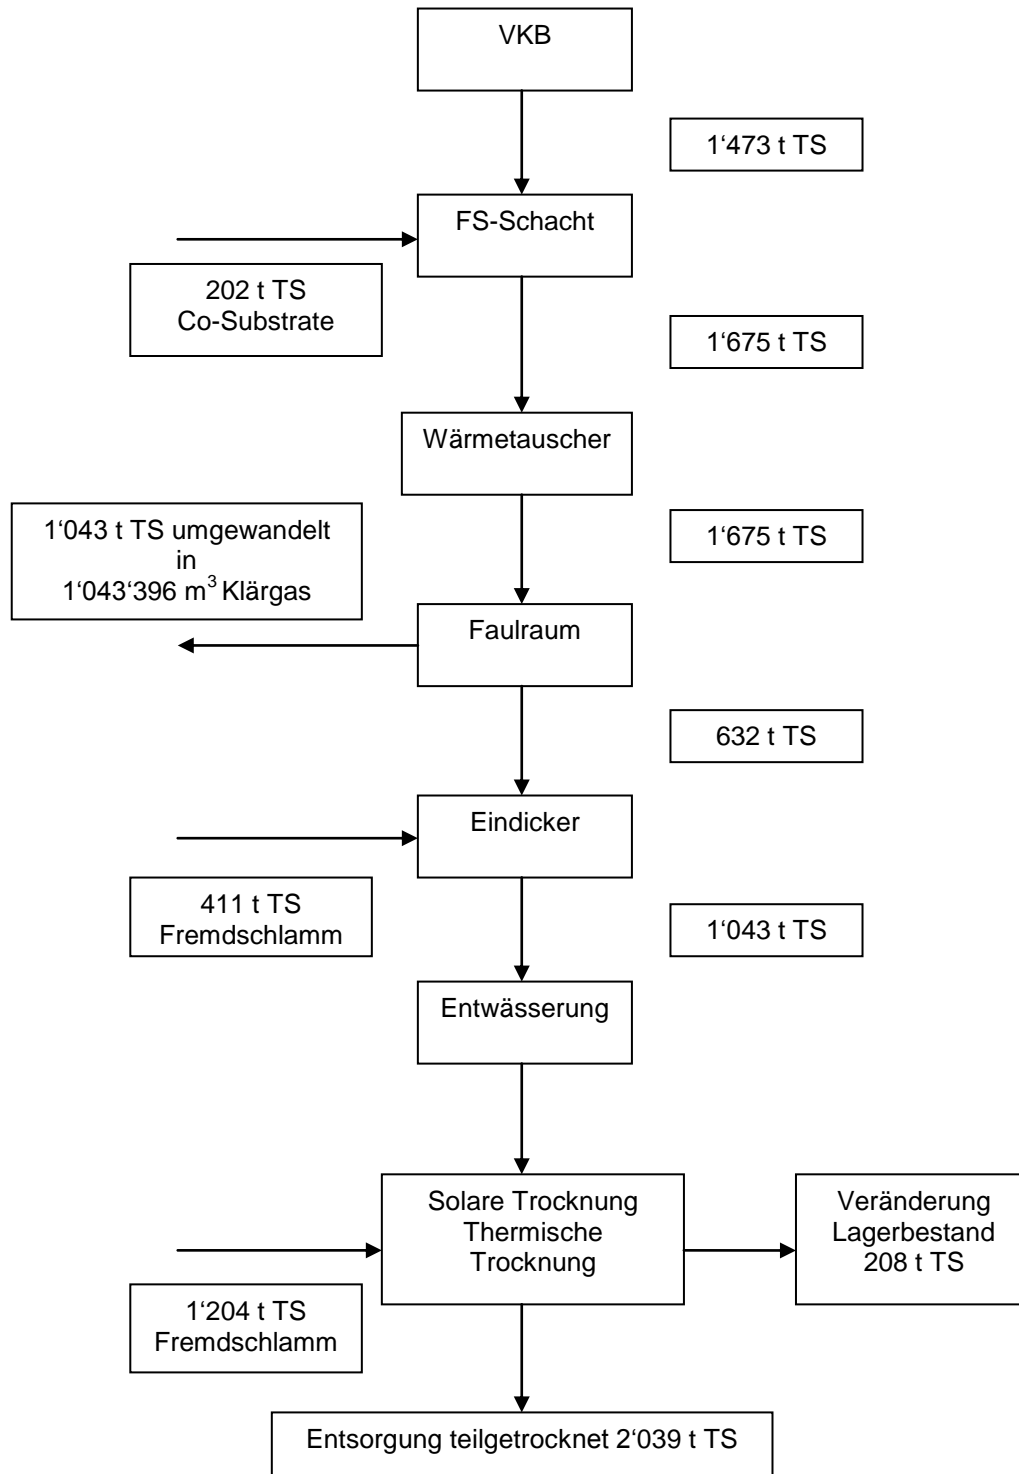 VKB
1‘473 t TS
FS-Schacht
202 t TS
Co-Substrate
1‘675 t TS
Wärmetauscher
1‘043 t TS umgewandelt
in
1‘043‘396 m³ Klärgas
1‘675 t TS
Faulraum
632 t TS
Eindicker
411 t TS
Fremdschlamm
1‘043 t TS
Entwässerung
Solare Trocknung
Thermische
Trocknung
Veränderung
Lagerbestand
208 t TS
1‘204 t TS
Fremdschlamm
Entsorgung teilgetrocknet 2‘039 t TS